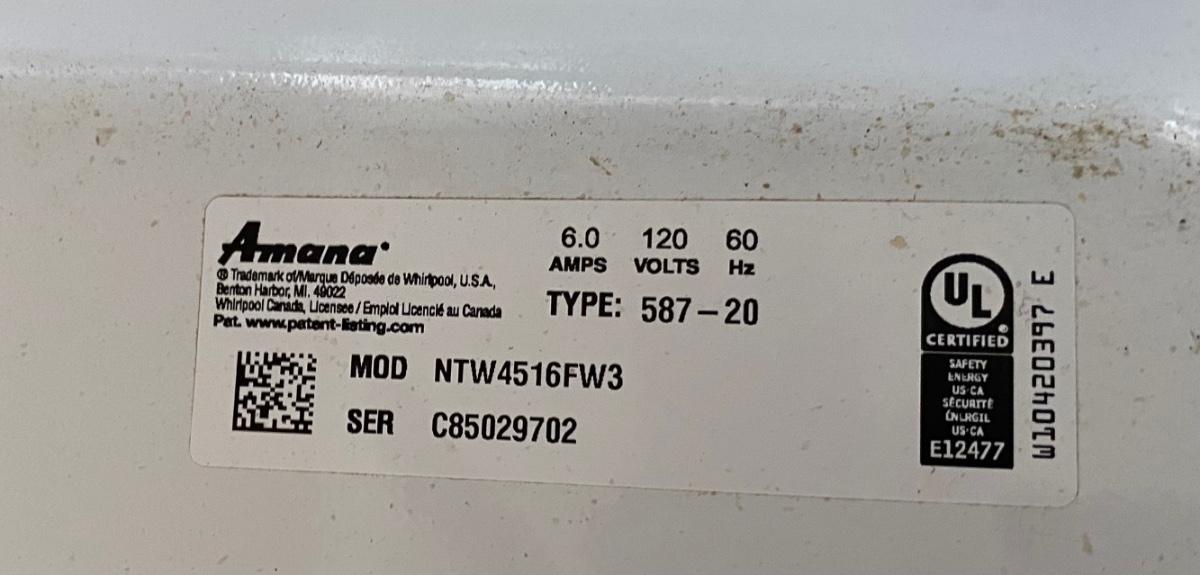 Amana®
® Trademark of/Marque Déposée de Whirlpool, U.S.A.,
Benton Harbor, MI. 49022
Whirlpool Canada, Licensee / Emploi Licencié au Canada
Pat. www.patent-listing.com
6.0 120 60
AMPS VOLTS Hz
TYPE: 587-20
MOD NTW4516FW3
SER C85029702
UL ®
CERTIFIED
SAFETY
ENERGY
US-CA
SÉCURITÉ
ÉNERGIE
US-CA
E12477
W10420397 E